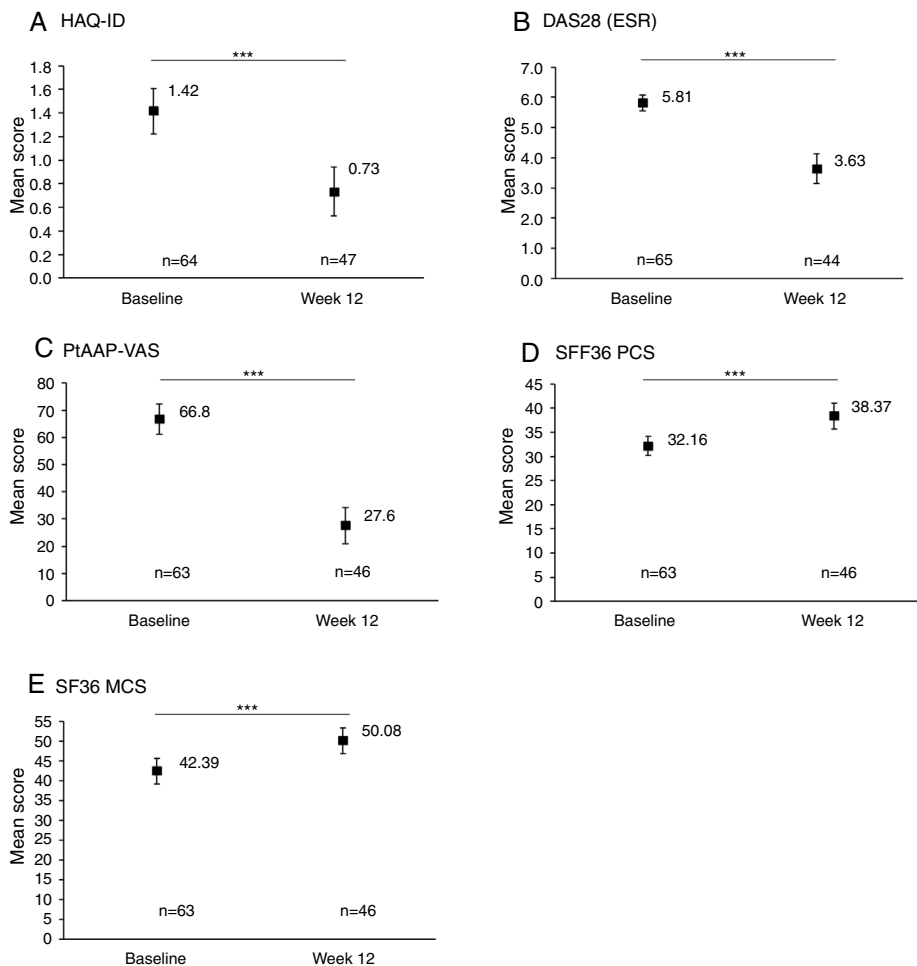 A HAQ-ID
***
1.8
1.6
1.4
1.2
1.0
0.8
0.6
0.4
0.2
0.0
Mean score
1.42
0.73
n=64
n=47
Baseline
Week 12
B DAS28 (ESR)
***
7.0
6.0
5.0
4.0
3.0
2.0
1.0
0.0
Mean score
5.81
3.63
n=65
n=44
Baseline
Week 12
C PtAAP-VAS
***
80
70
60
50
40
30
20
10
0
Mean score
66.8
27.6
n=63
n=46
Baseline
Week 12
D SFF36 PCS
***
45
40
35
30
25
20
15
10
5
0
Mean score
32.16
38.37
n=63
n=46
Baseline
Week 12
E SF36 MCS
***
55
50
45
40
35
30
25
20
15
10
5
0
Mean score
42.39
50.08
n=63
n=46
Baseline
Week 12